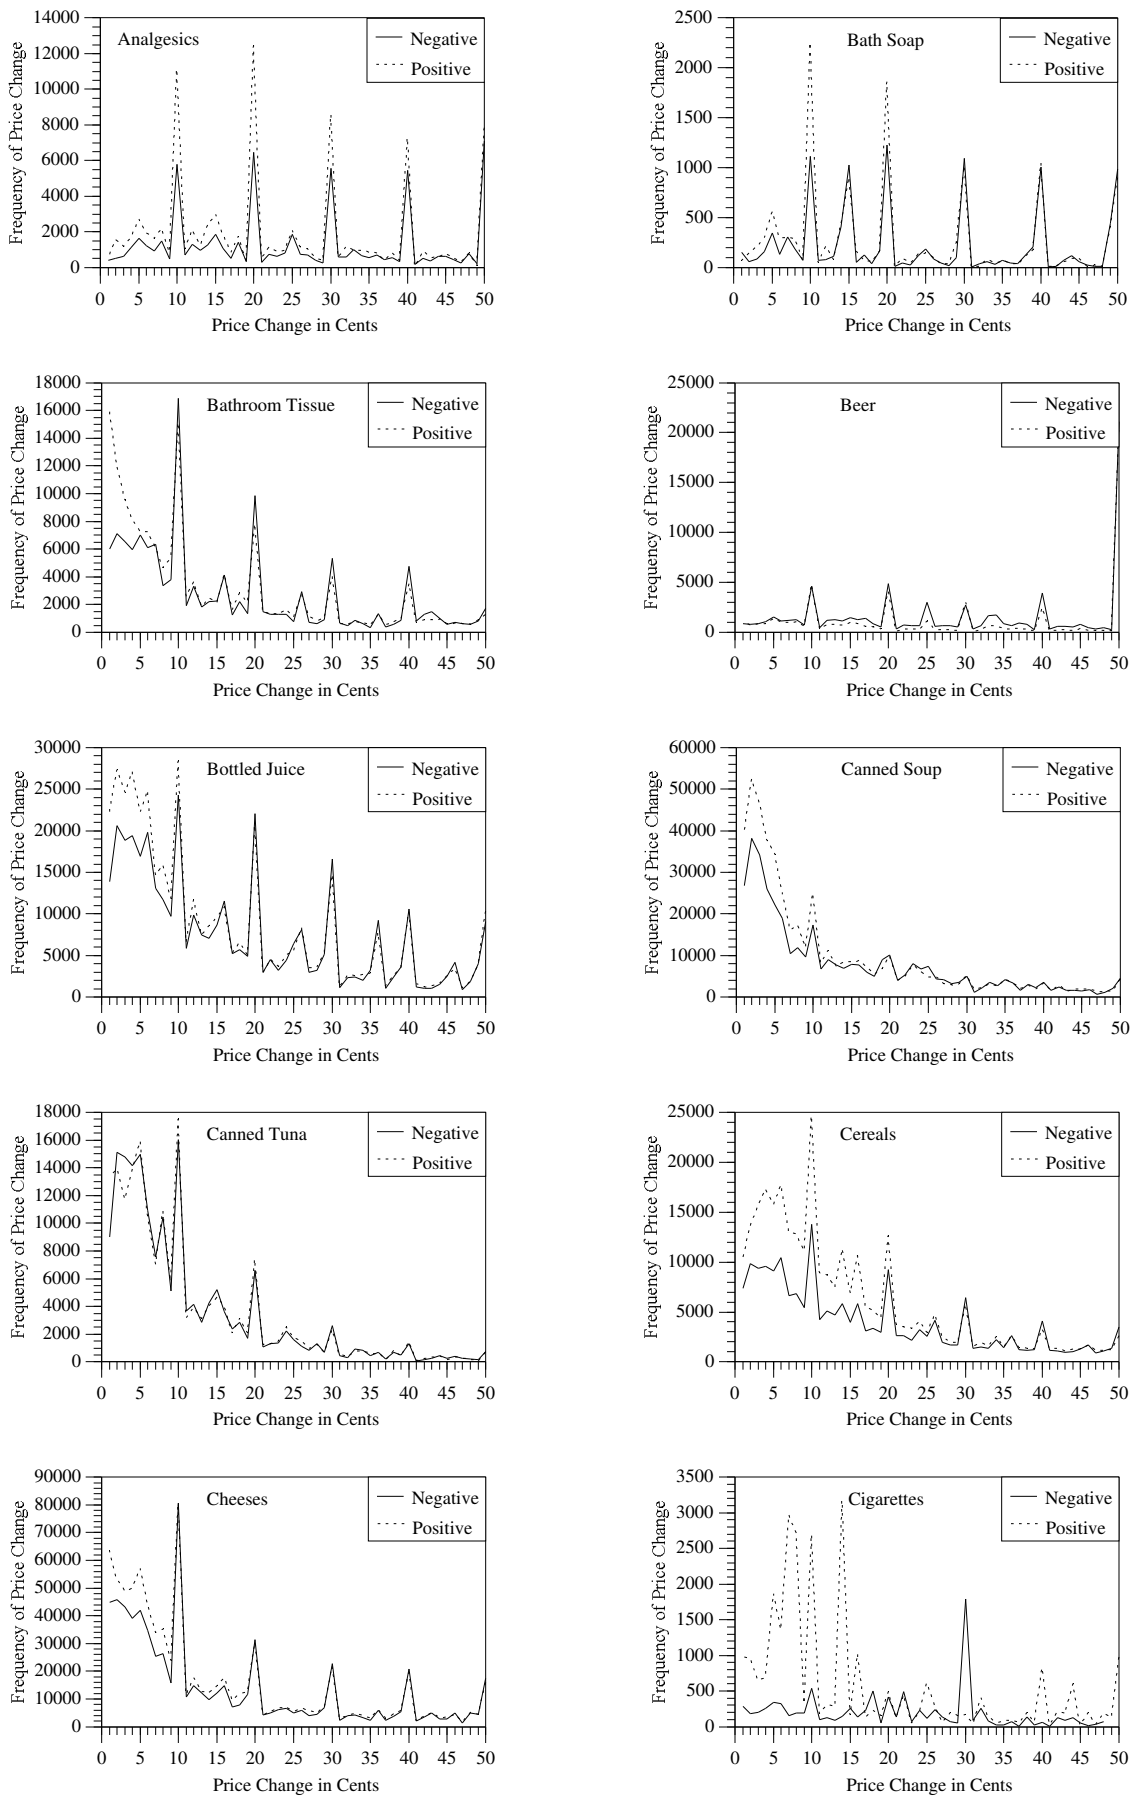 Analgesics
Negative
Positive
Frequency of Price Change
14000
12000
10000
8000
6000
4000
2000
0
0 5 10 15 20 25 30 35 40 45 50
Price Change in Cents
Bath Soap
Negative
Positive
Frequency of Price Change
2500
2000
1500
1000
500
0
0 5 10 15 20 25 30 35 40 45 50
Price Change in Cents
Bathroom Tissue
Negative
Positive
Frequency of Price Change
18000
16000
14000
12000
10000
8000
6000
4000
2000
0
0 5 10 15 20 25 30 35 40 45 50
Price Change in Cents
Beer
Negative
Positive
Frequency of Price Change
25000
20000
15000
10000
5000
0
0 5 10 15 20 25 30 35 40 45 50
Price Change in Cents
Bottled Juice
Negative
Positive
Frequency of Price Change
30000
25000
20000
15000
10000
5000
0
0 5 10 15 20 25 30 35 40 45 50
Price Change in Cents
Canned Soup
Negative
Positive
Frequency of Price Change
60000
50000
40000
30000
20000
10000
0
0 5 10 15 20 25 30 35 40 45 50
Price Change in Cents
Canned Tuna
Negative
Positive
Frequency of Price Change
18000
16000
14000
12000
10000
8000
6000
4000
2000
0
0 5 10 15 20 25 30 35 40 45 50
Price Change in Cents
Cereals
Negative
Positive
Frequency of Price Change
25000
20000
15000
10000
5000
0
0 5 10 15 20 25 30 35 40 45 50
Price Change in Cents
Cheeses
Negative
Positive
Frequency of Price Change
90000
80000
70000
60000
50000
40000
30000
20000
10000
0
0 5 10 15 20 25 30 35 40 45 50
Price Change in Cents
Cigarettes
Negative
Positive
Frequency of Price Change
3500
3000
2500
2000
1500
1000
500
0
0 5 10 15 20 25 30 35 40 45 50
Price Change in Cents